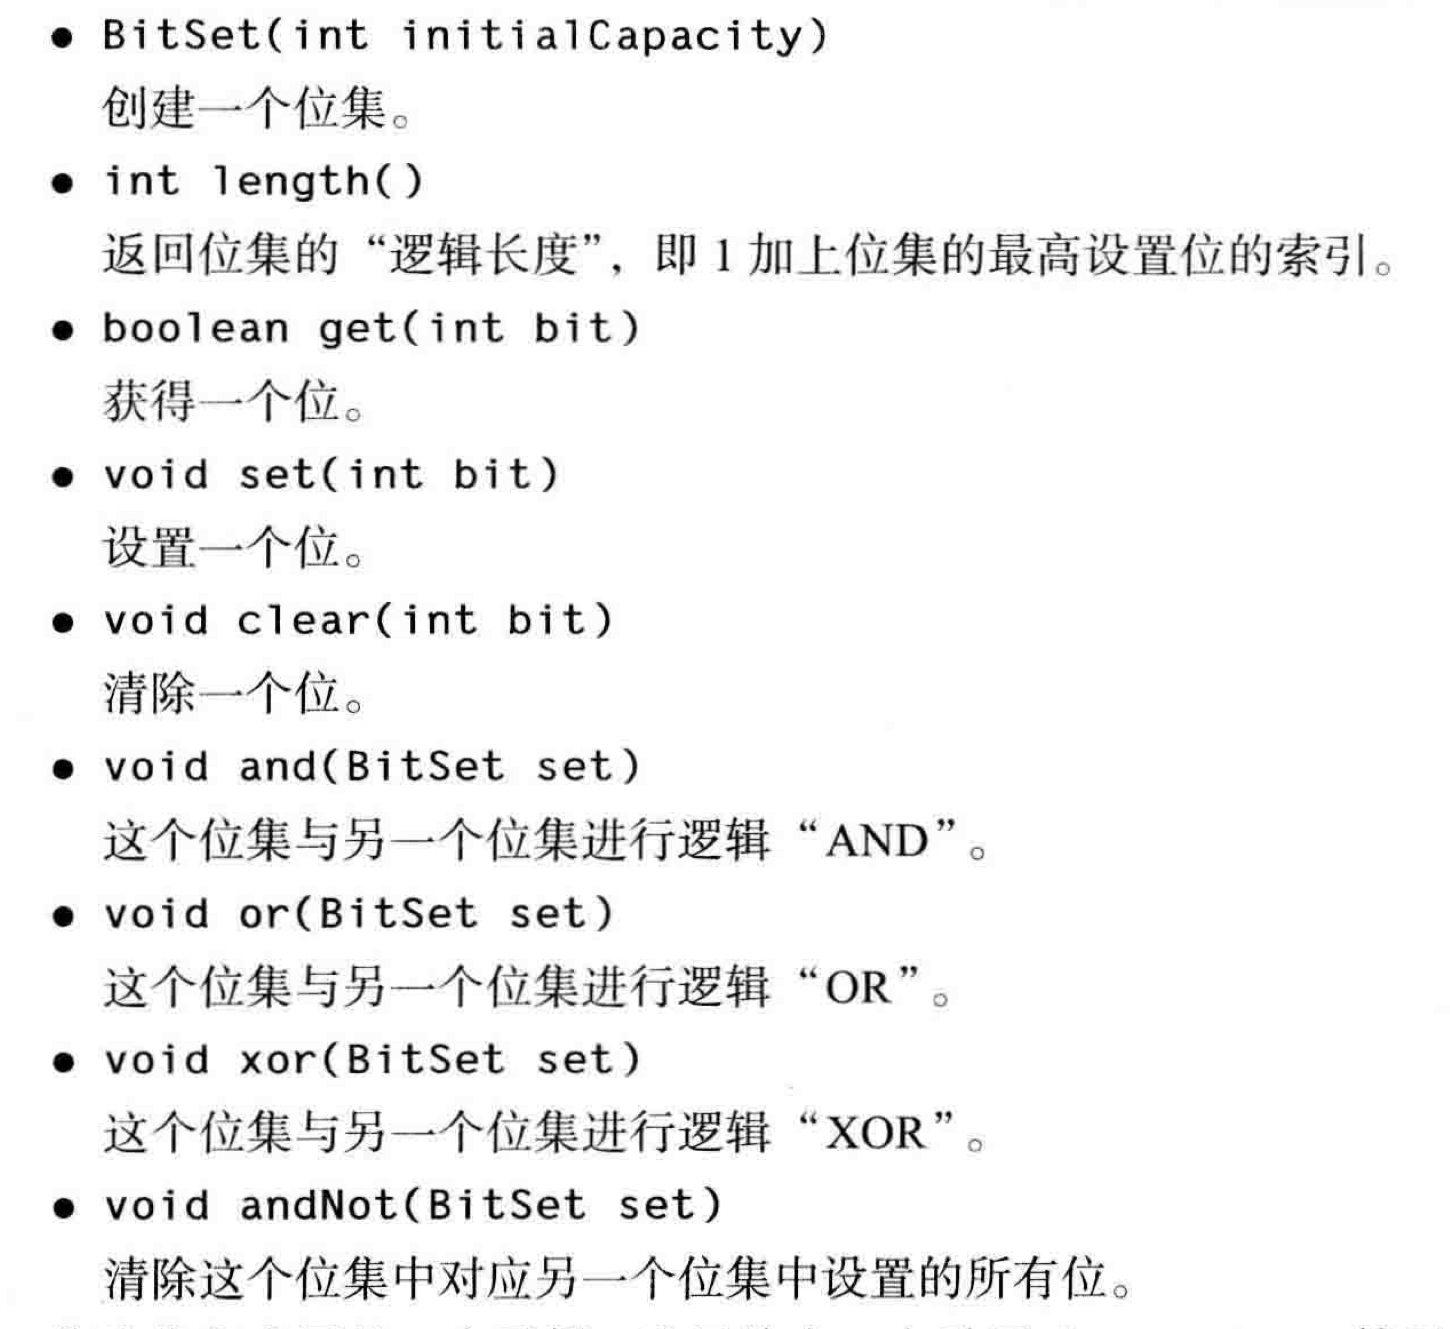 ● BitSet(int initialCapacity)
创建一个位集。
● int length()
返回位集的“逻辑长度”，即 1 加上位集的最高设置位的索引。
● boolean get(int bit)
获得一个位。
● void set(int bit)
设置一个位。
● void clear(int bit)
清除一个位。
● void and(BitSet set)
这个位集与另一个位集进行逻辑“AND”。
● void or(BitSet set)
这个位集与另一个位集进行逻辑“OR”。
● void xor(BitSet set)
这个位集与另一个位集进行逻辑“XOR”。
● void andNot(BitSet set)
清除这个位集中对应另一个位集中设置的所有位。